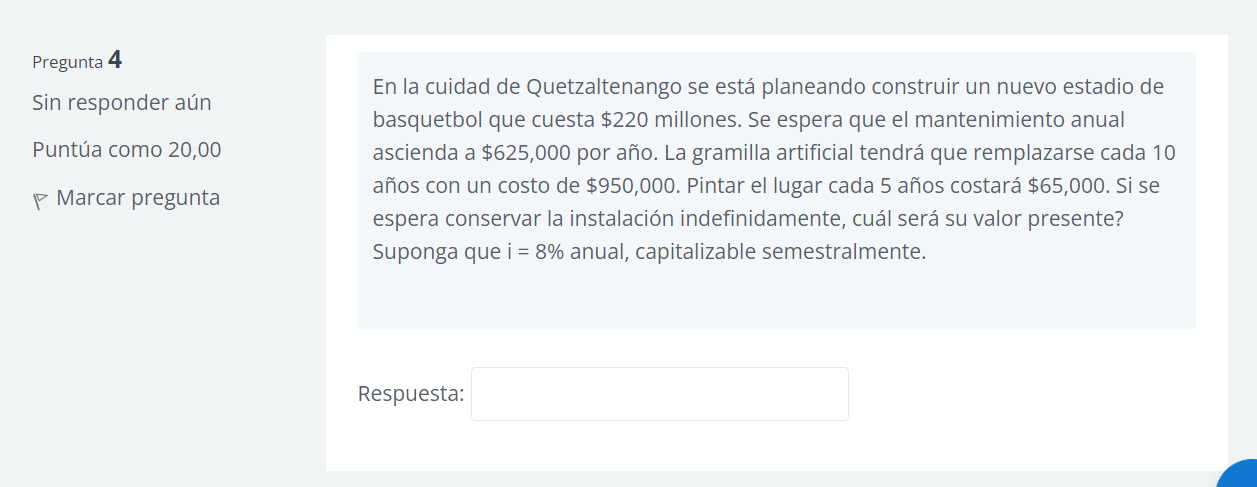 Pregunta 4
Sin responder aún
Puntúa como 20,00
Marcar pregunta
En la cuidad de Quetzaltenango se está planeando construir un nuevo estadio de
basquetbol que cuesta $220 millones. Se espera que el mantenimiento anual
ascienda a $625,000 por año. La gramilla artificial tendrá que remplazarse cada 10
años con un costo de $950,000. Pintar el lugar cada 5 años costará $65,000. Si se
espera conservar la instalación indefinidamente, cuál será su valor presente?
Suponga que i = 8% anual, capitalizable semestralmente.
Respuesta: